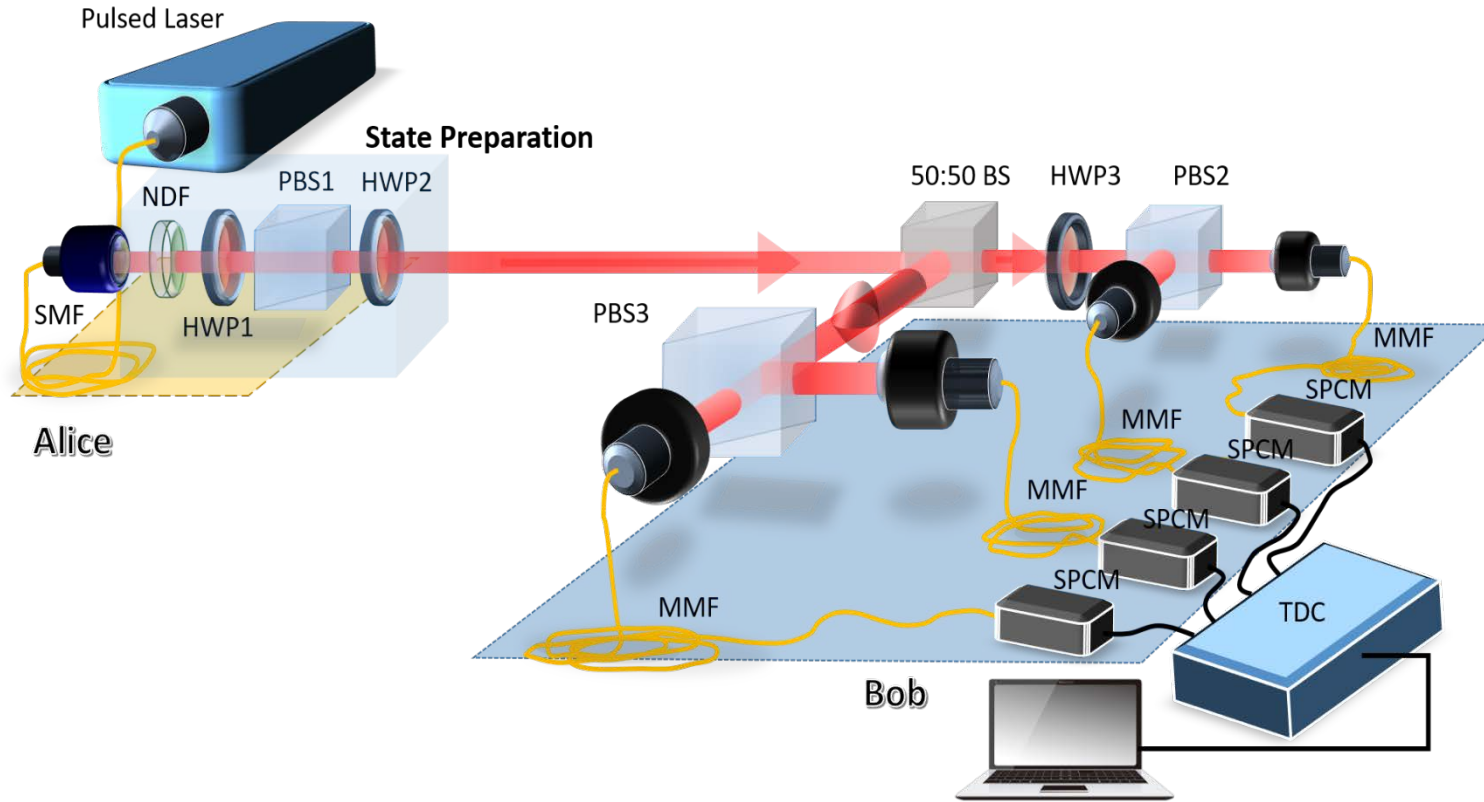 Pulsed Laser
State Preparation
NDF
PBS1
HWP2
50:50 BS
HWP3
PBS2
SMF
HWP1
PBS3
MMF
SPCM
Alice
MMF
SPCM
MMF
SPCM
MMF
SPCM
TDC
Bob